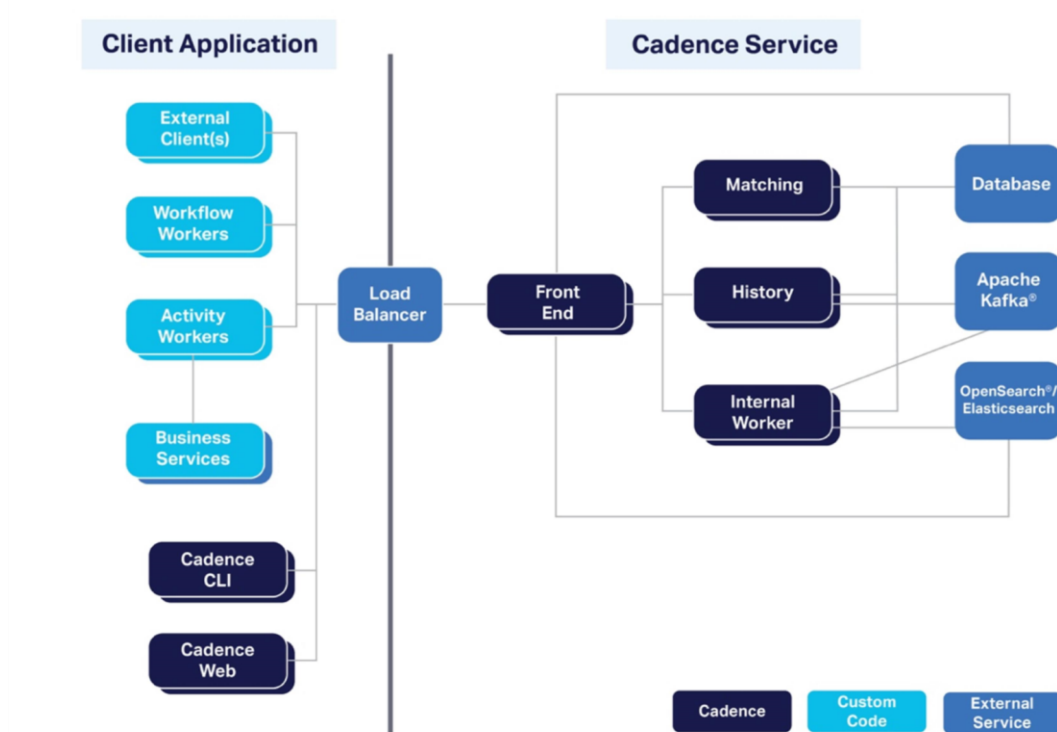 Client Application
Cadence Service
External
Client(s)
Workflow
Workers
Activity
Workers
Business
Services
Cadence
CLI
Cadence
Web
Load
Balancer
Front
End
Matching
History
Internal
Worker
Database
Apache
Kafka®
OpenSearch®/
Elasticsearch
Cadence
Custom
Code
External
Service